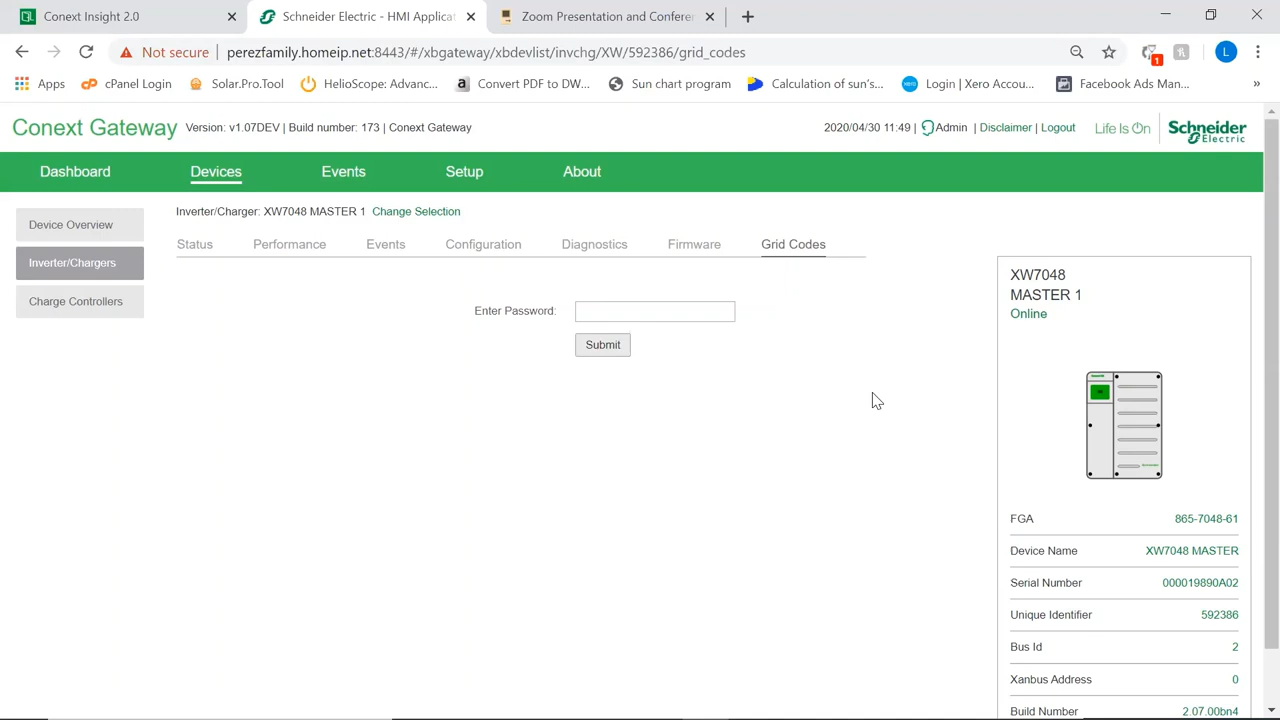 Conext Insight 2.0
Schneider Electric - HMI Applicat
Zoom Presentation and Conferer
Not secure
perezfamily.homeip.net:8443/#/xbgateway/xbdevlist/invchg/XW/592386/grid_codes
1
L
Apps
cPanel Login
Solar.Pro.Tool
HelioScope: Advanc...
Convert PDF to DW...
Sun chart program
Calculation of sun's...
Login | Xero Accou...
Facebook Ads Man...
Conext Gateway Version: v1.07DEV | Build number: 173 | Conext Gateway
2020/04/30 11:49 | Admin | Disclaimer | Logout
Life Is On
Schneider Electric
Dashboard
Devices
Events
Setup
About
Device Overview
Inverter/Chargers
Charge Controllers
Inverter/Charger: XW7048 MASTER 1 Change Selection
Status
Performance
Events
Configuration
Diagnostics
Firmware
Grid Codes
Enter Password:
Submit
XW7048
MASTER 1
Online
FGA 865-7048-61
Device Name XW7048 MASTER
Serial Number 000019890A02
Unique Identifier 592386
Bus Id 2
Xanbus Address 0
Build Number 2.07.00bn4